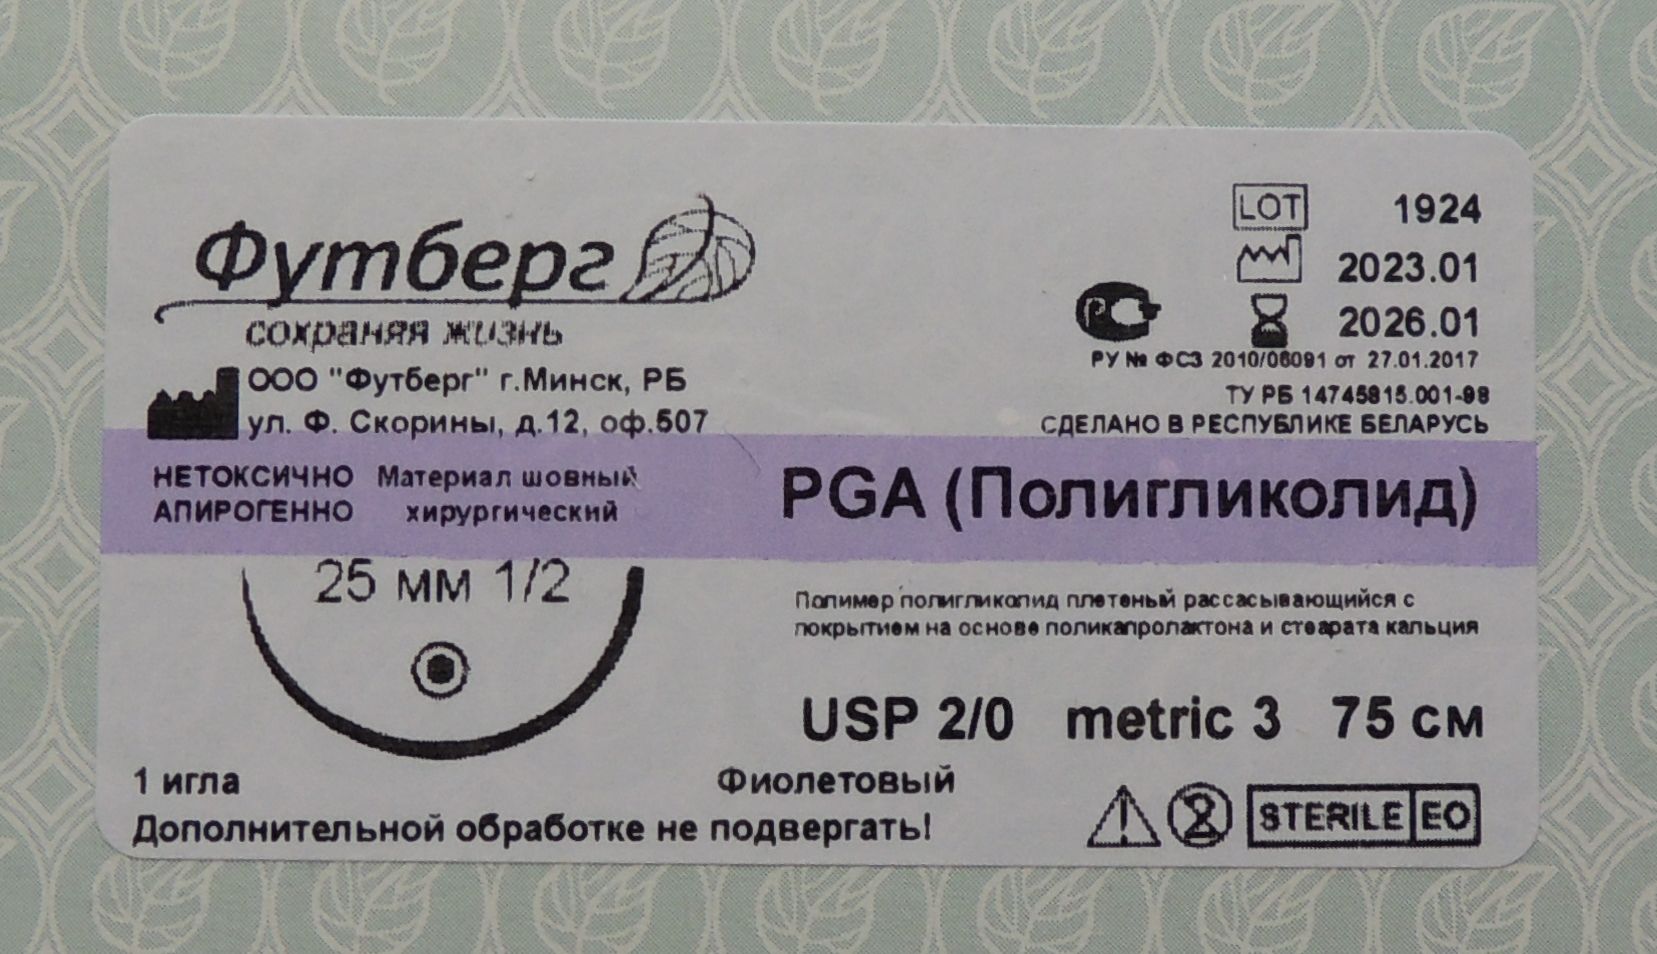 Футберг
сохраняя жизнь
ООО "Футберг" г.Минск, РБ
ул. Ф. Скорины, д.12, оф.507
LOT 1924
2023.01
2026.01
РУ № ФСЗ 2010/06091 от 27.01.2017
ТУ РБ 14745815.001-98
СДЕЛАНО В РЕСПУБЛИКЕ БЕЛАРУСЬ
НЕТОКСИЧНО Материал шовный
АПИРОГЕННО хирургический
PGA (Полигликолид)
25 мм 1/2
Полимер полигликолид плетеный рассасывающийся с
покрытием на основе поликапролактона и стеарата кальция
USP 2/0 metric 3 75 см
1 игла Фиолетовый
Дополнительной обработке не подвергать!
2
STERILE EO